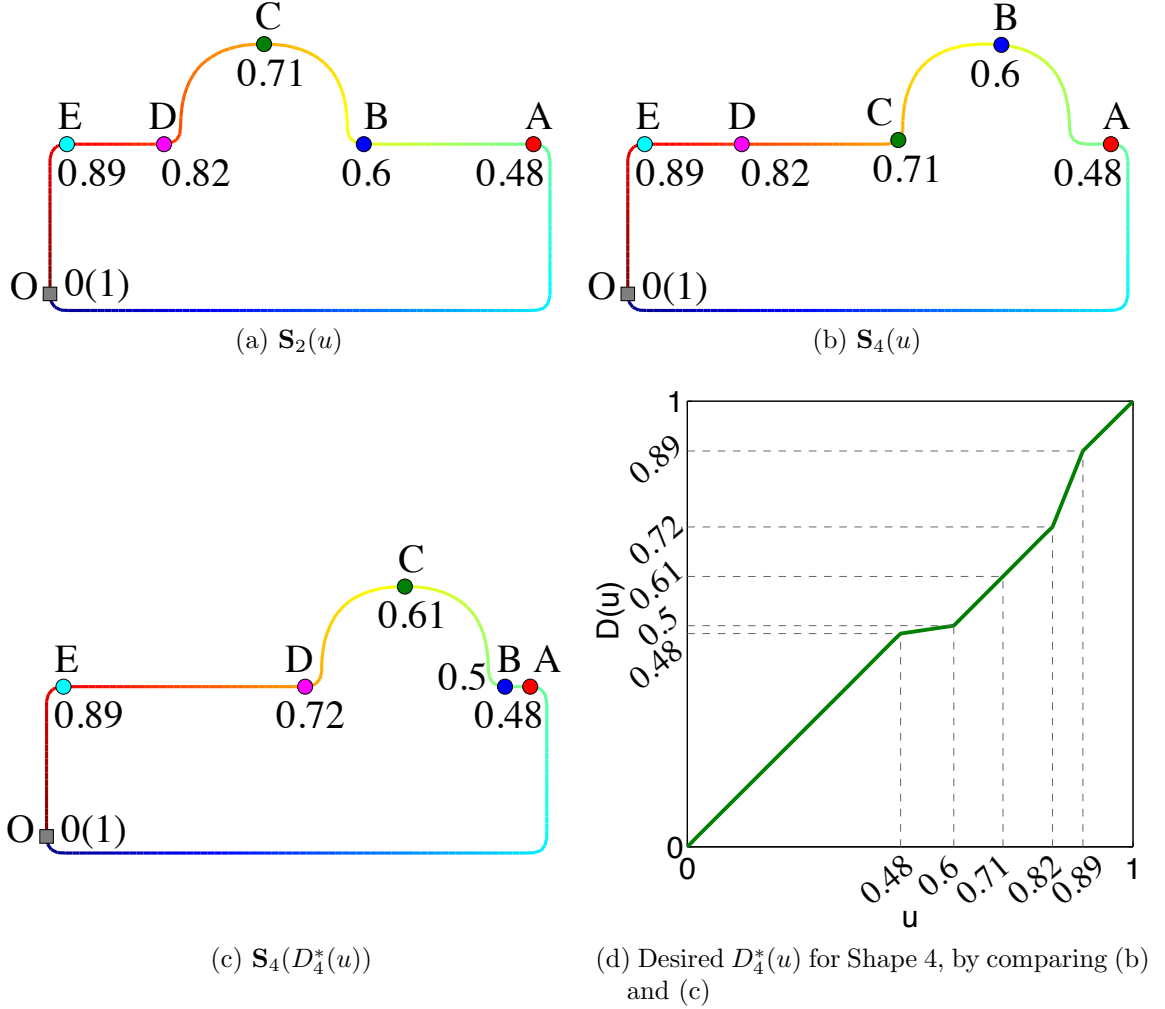 C
B
0.71
0.6
E
D
B
A
E
D
C
A
0.89
0.82
0.6
0.48
0.89
0.82
0.71
0.48
O
0(1)
O
0(1)
(a) S₂(u)
(b) S₄(u)
C
0.61
E
D
0.5
B
A
0.89
0.72
0.48
O
0(1)
(c) S₄(D₄*(u))
1
0.89
0.72
0.61
0.5
0.48
0
D(u)
0
0.48
0.6
0.71
0.82
0.89
1
u
(d) Desired D₄*(u) for Shape 4, by comparing (b)
and (c)